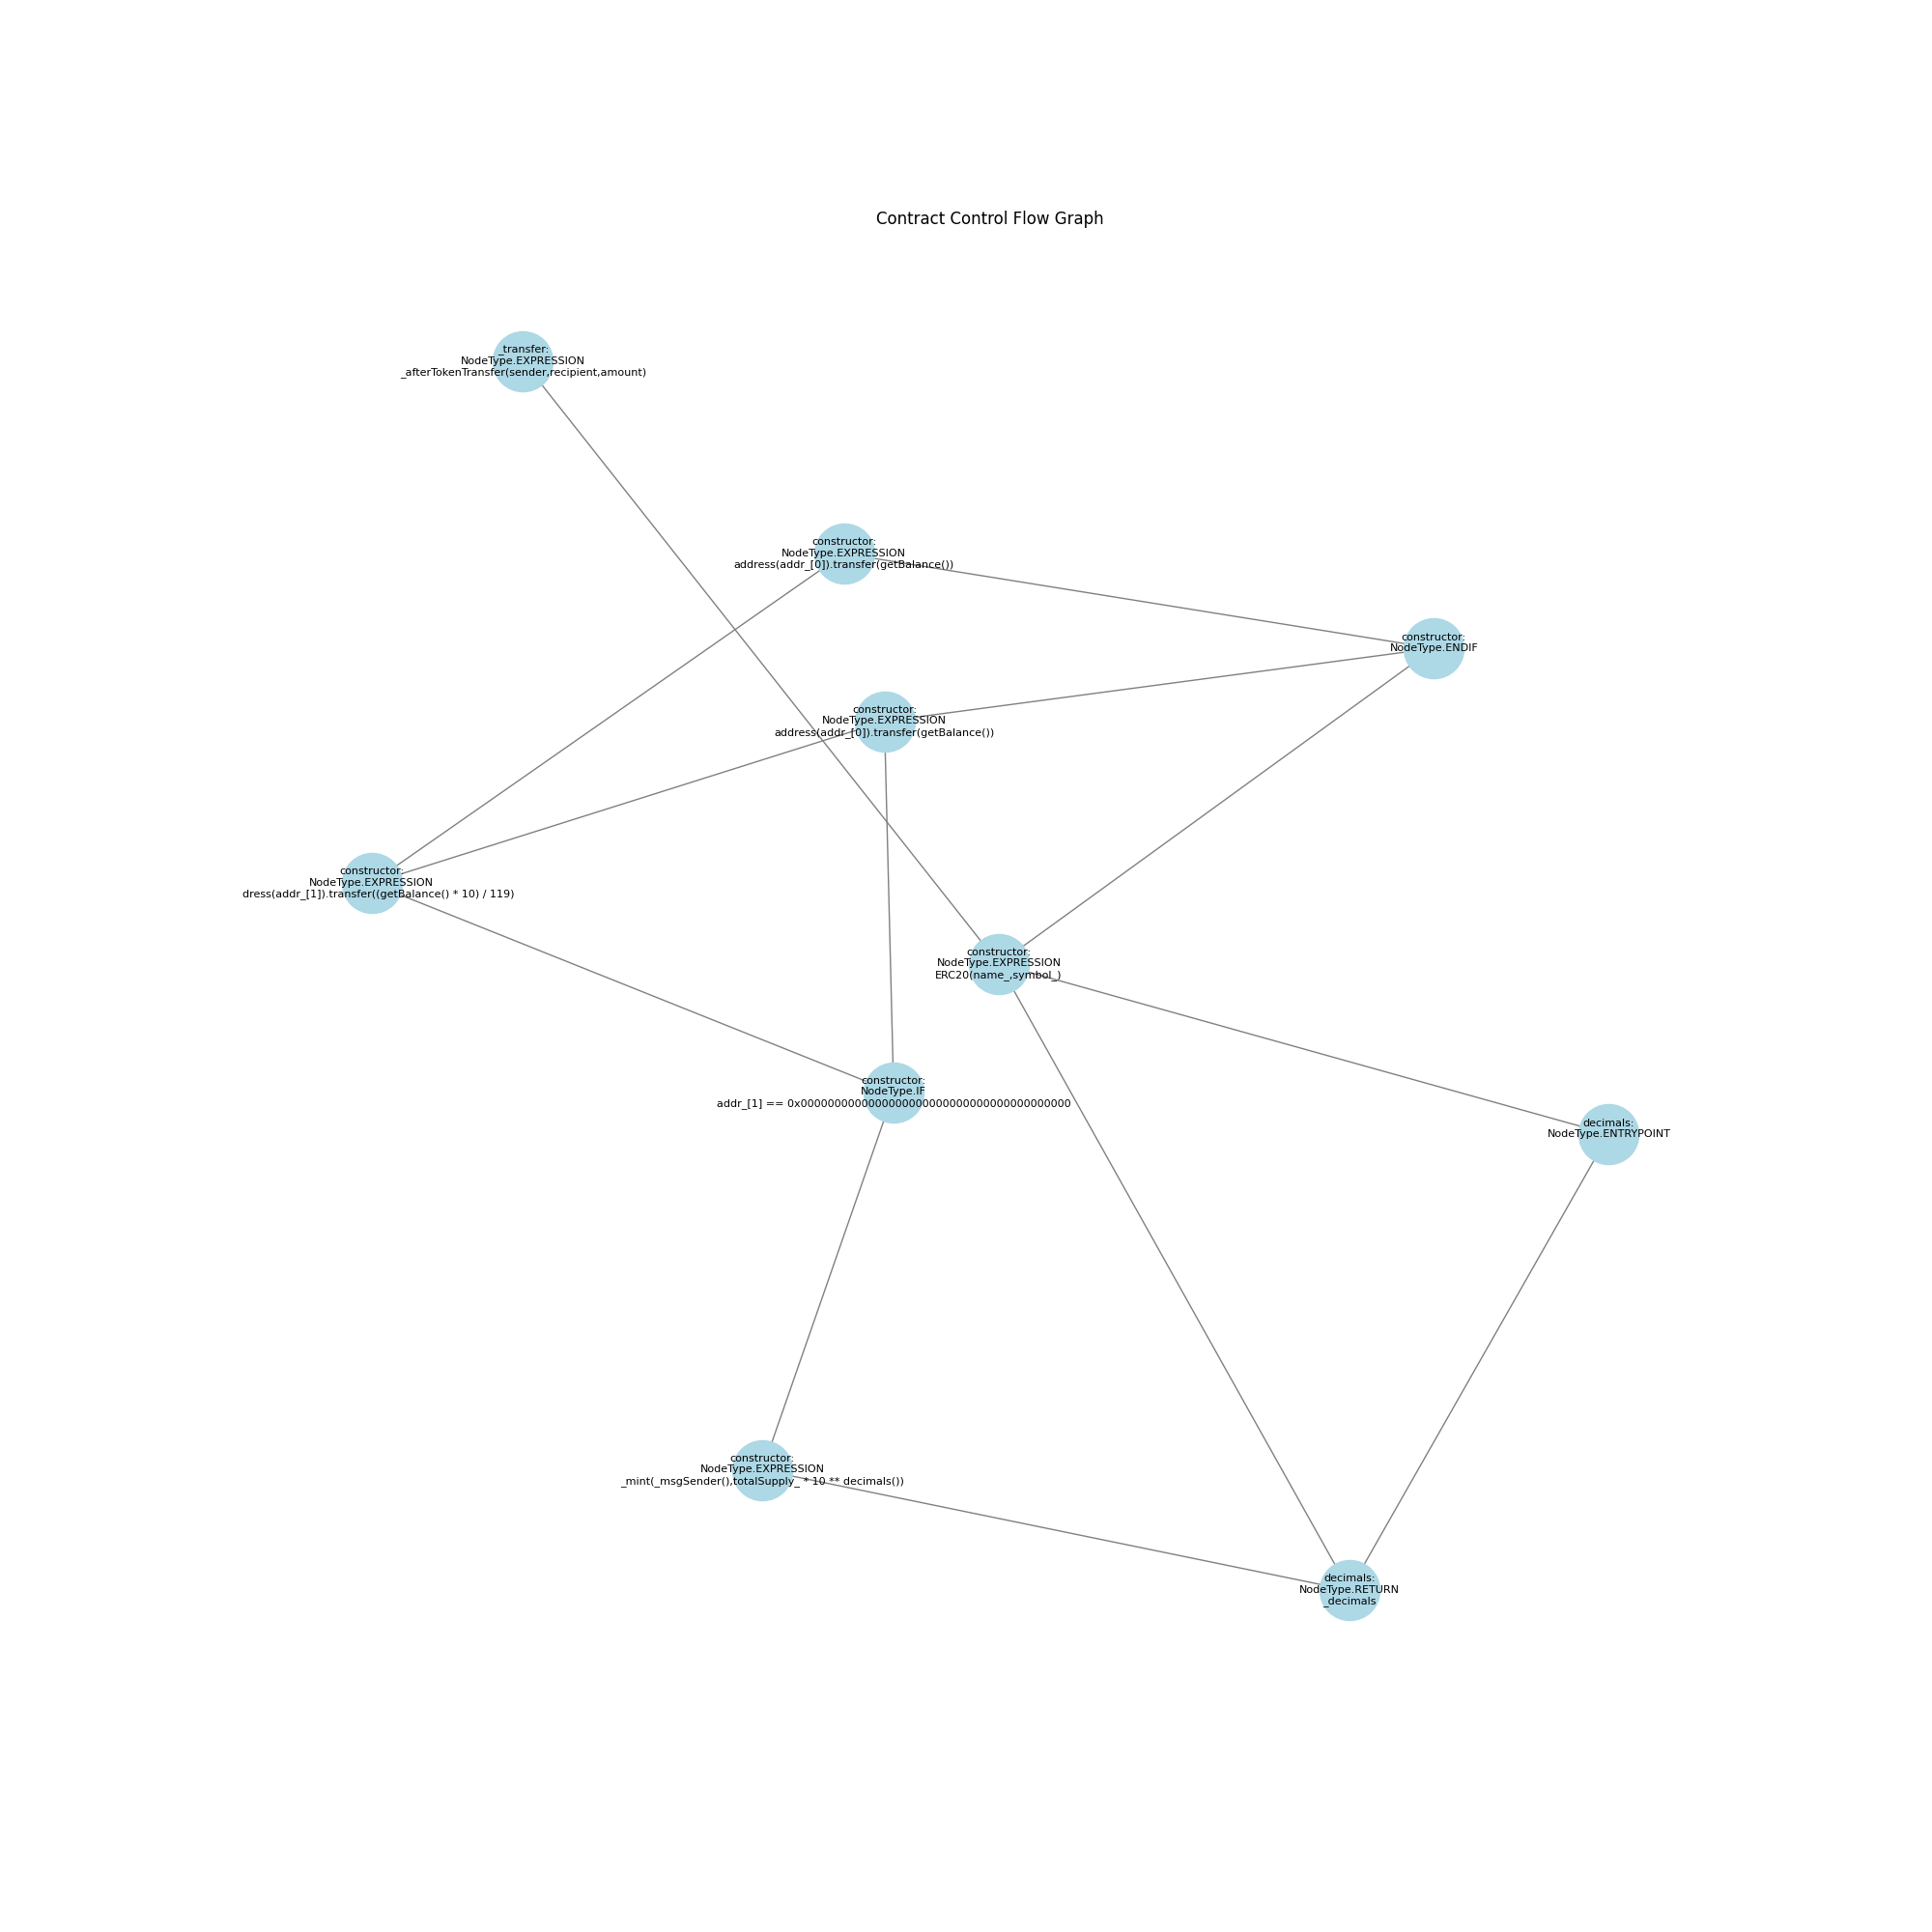 Contract Control Flow Graph
_transfer:
NodeType.EXPRESSION
_afterTokenTransfer(sender,recipient,amount)
constructor:
NodeType.EXPRESSION
address(addr_[0]).transfer(getBalance())
constructor:
NodeType.ENDIF
constructor:
NodeType.EXPRESSION
address(addr_[0]).transfer(getBalance())
constructor:
NodeType.EXPRESSION
dress(addr_[1]).transfer((getBalance() * 10) / 119)
constructor:
NodeType.EXPRESSION
ERC20(name_,symbol_)
constructor:
NodeType.IF
addr_[1] == 0x0000000000000000000000000000000000000000
decimals:
NodeType.ENTRYPOINT
constructor:
NodeType.EXPRESSION
_mint(_msgSender(),totalSupply_ * 10 ** decimals())
decimals:
NodeType.RETURN
_decimals